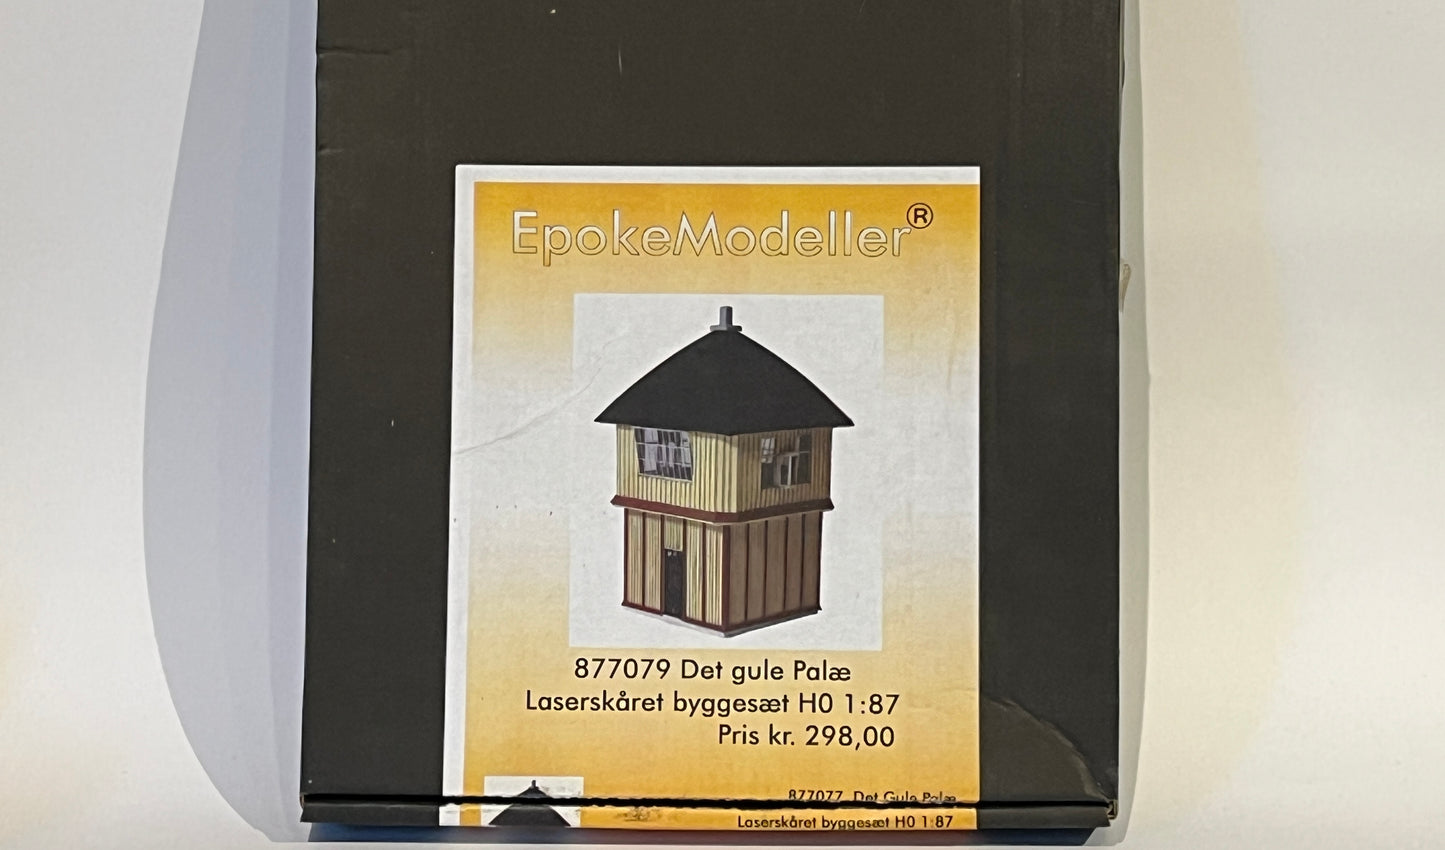 EpokeModeller®
877079 Det gule Palæ
Laserskåret byggesæt H0 1:87
Pris kr. 298,00
877077 Det Gule Palæ
Laserskåret byggesæt H0 1:87